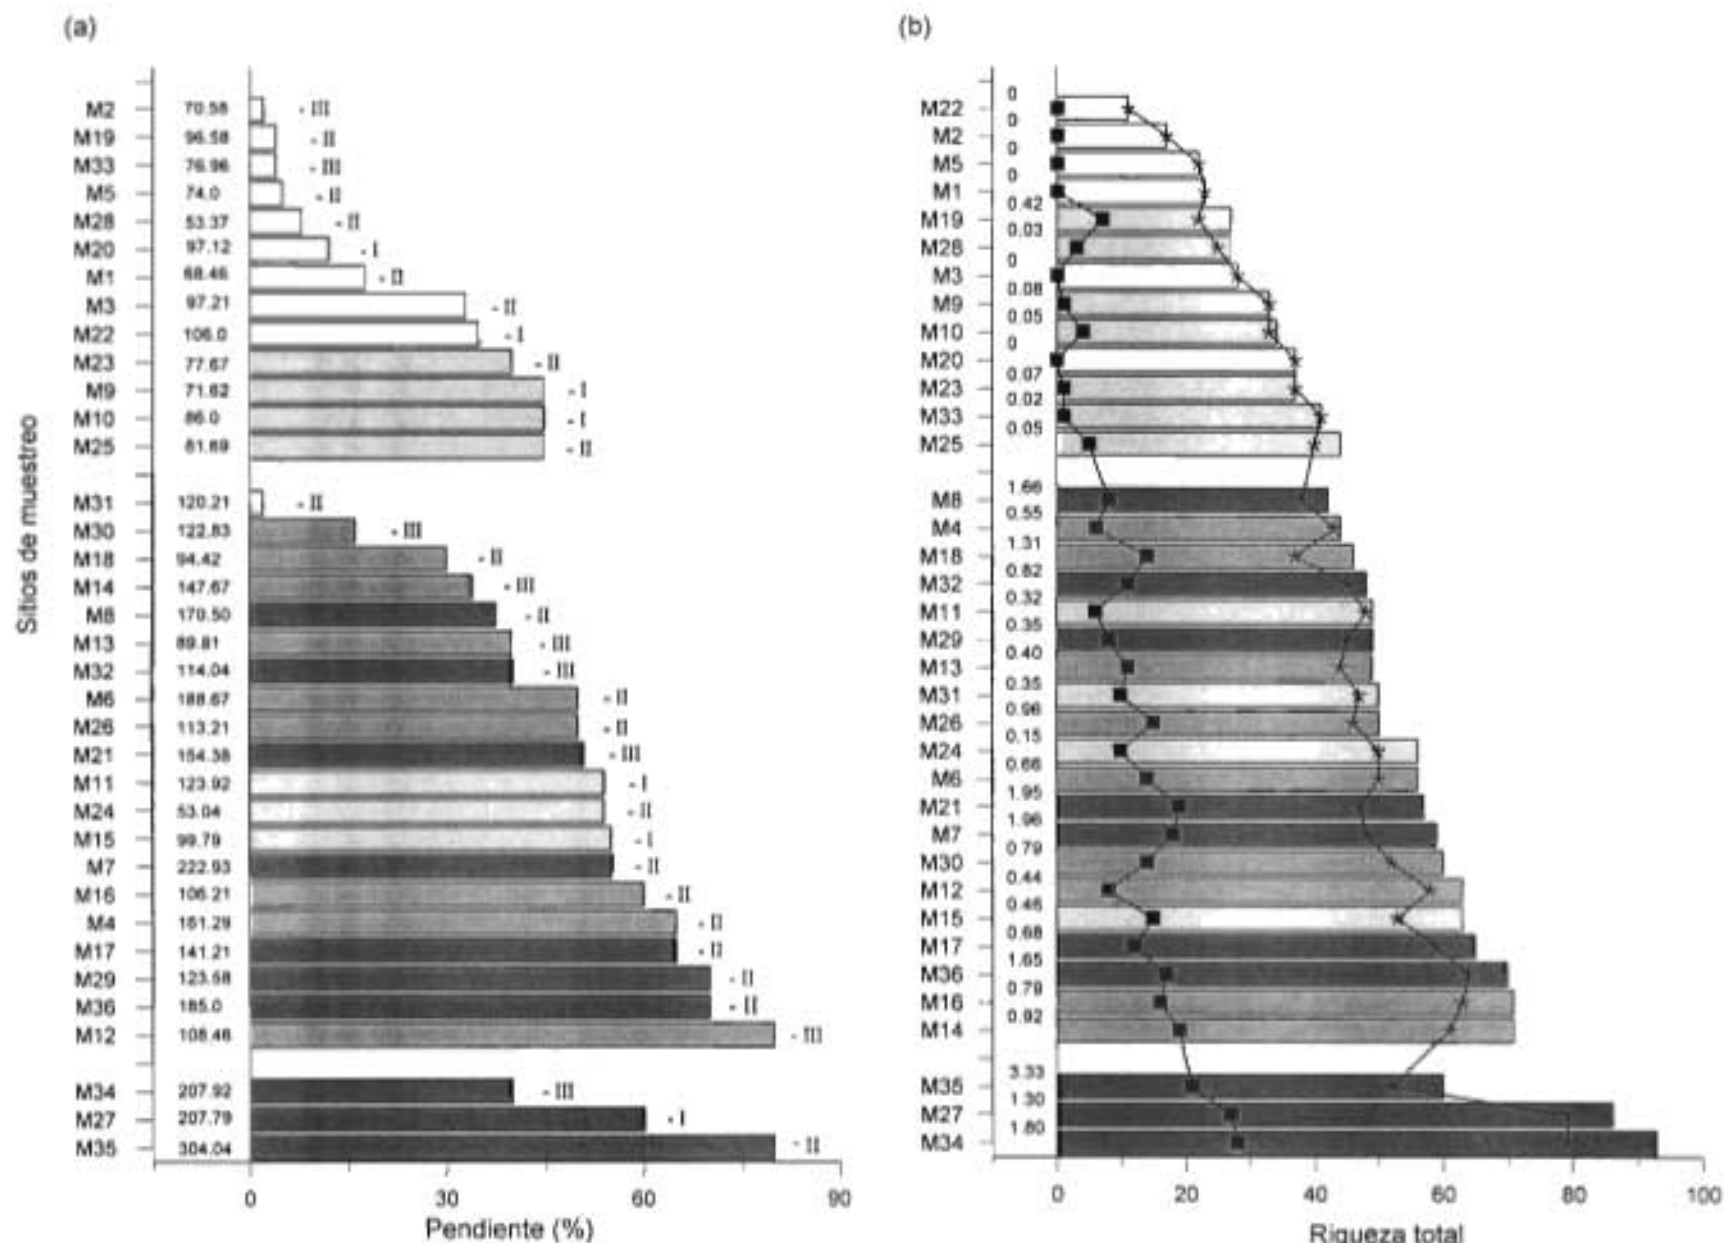 (a)
M2 70.58 - III
M19 96.58 - II
M33 76.96 - III
M5 74.0 - II
M28 53.37 - II
M20 97.12 - I
M1 68.46 - II
M3 97.21 - II
M22 106.0 - I
M23 77.67 - II
M9 71.62 - I
M10 86.0 - I
M25 - II
M31 120.21 - II
M30 122.83 - III
M18 94.42 - II
M14 147.67 - III
M8 170.50 - II
M13 89.81 - III
M32 114.04 - III
M6 188.67 - II
M26 113.21 - II
M21 154.38 - III
M11 123.92 - I
M24 53.04 - II
M15 99.79 - I
M7 222.93 - II
M16 106.21 - II
M4 161.29 - II
M17 141.21 - II
M29 123.58 - II
M36 185.0 - II
M12 108.46 - III
M34 207.92 - III
M27 207.79 - I
M35 304.04 - II
0 30 60 90
Pendiente (%)
Sitios de muestreo
(b)
M22 0
M2 0
M5 0
M1 0
M19 0.42
M28 0.03
M3 0
M9 0.08
M10 0.05
M20 0
M23 0.07
M33 0.02
M25 0.05
M8 1.66
M4 0.55
M18 1.31
M32 0.82
M11 0.32
M29 0.35
M13 0.40
M31 0.35
M26 0.96
M24 0.15
M6 0.66
M21 1.95
M7 1.96
M30 0.79
M12 0.44
M15 0.46
M17 0.68
M36 1.65
M16 0.79
M14 0.92
M35 3.33
M27 1.30
M34 1.80
0 20 40 60 80 100
Riqueza total